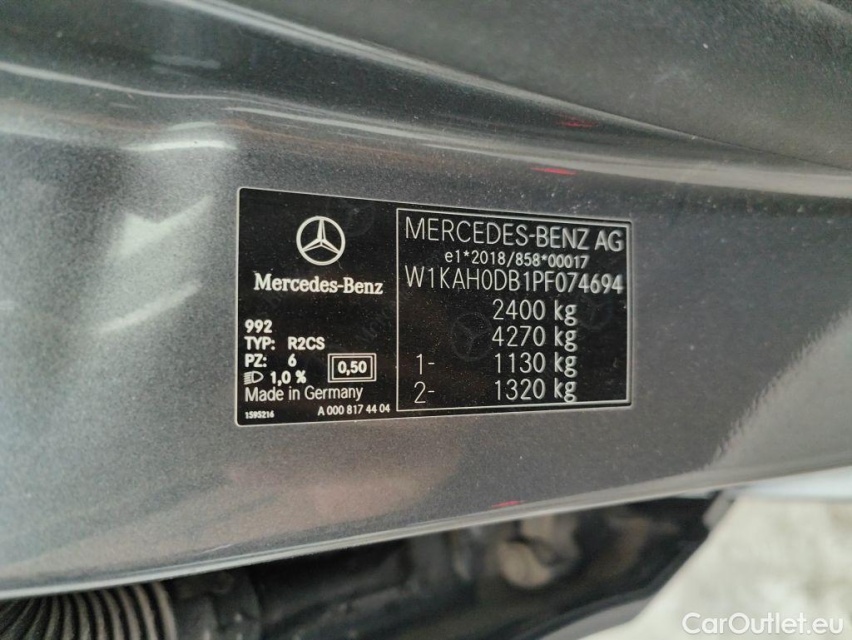 Mercedes-Benz
992
TYP: R2CS
PZ: 6
1,0 %
0,50
Made in Germany
1595216
A 000 817 44 04
MERCEDES-BENZ AG
e1*2018/858*00017
W1KAH0DB1PF074694
2400 kg
4270 kg
1- 1130 kg
2- 1320 kg
CarOutlet.eu